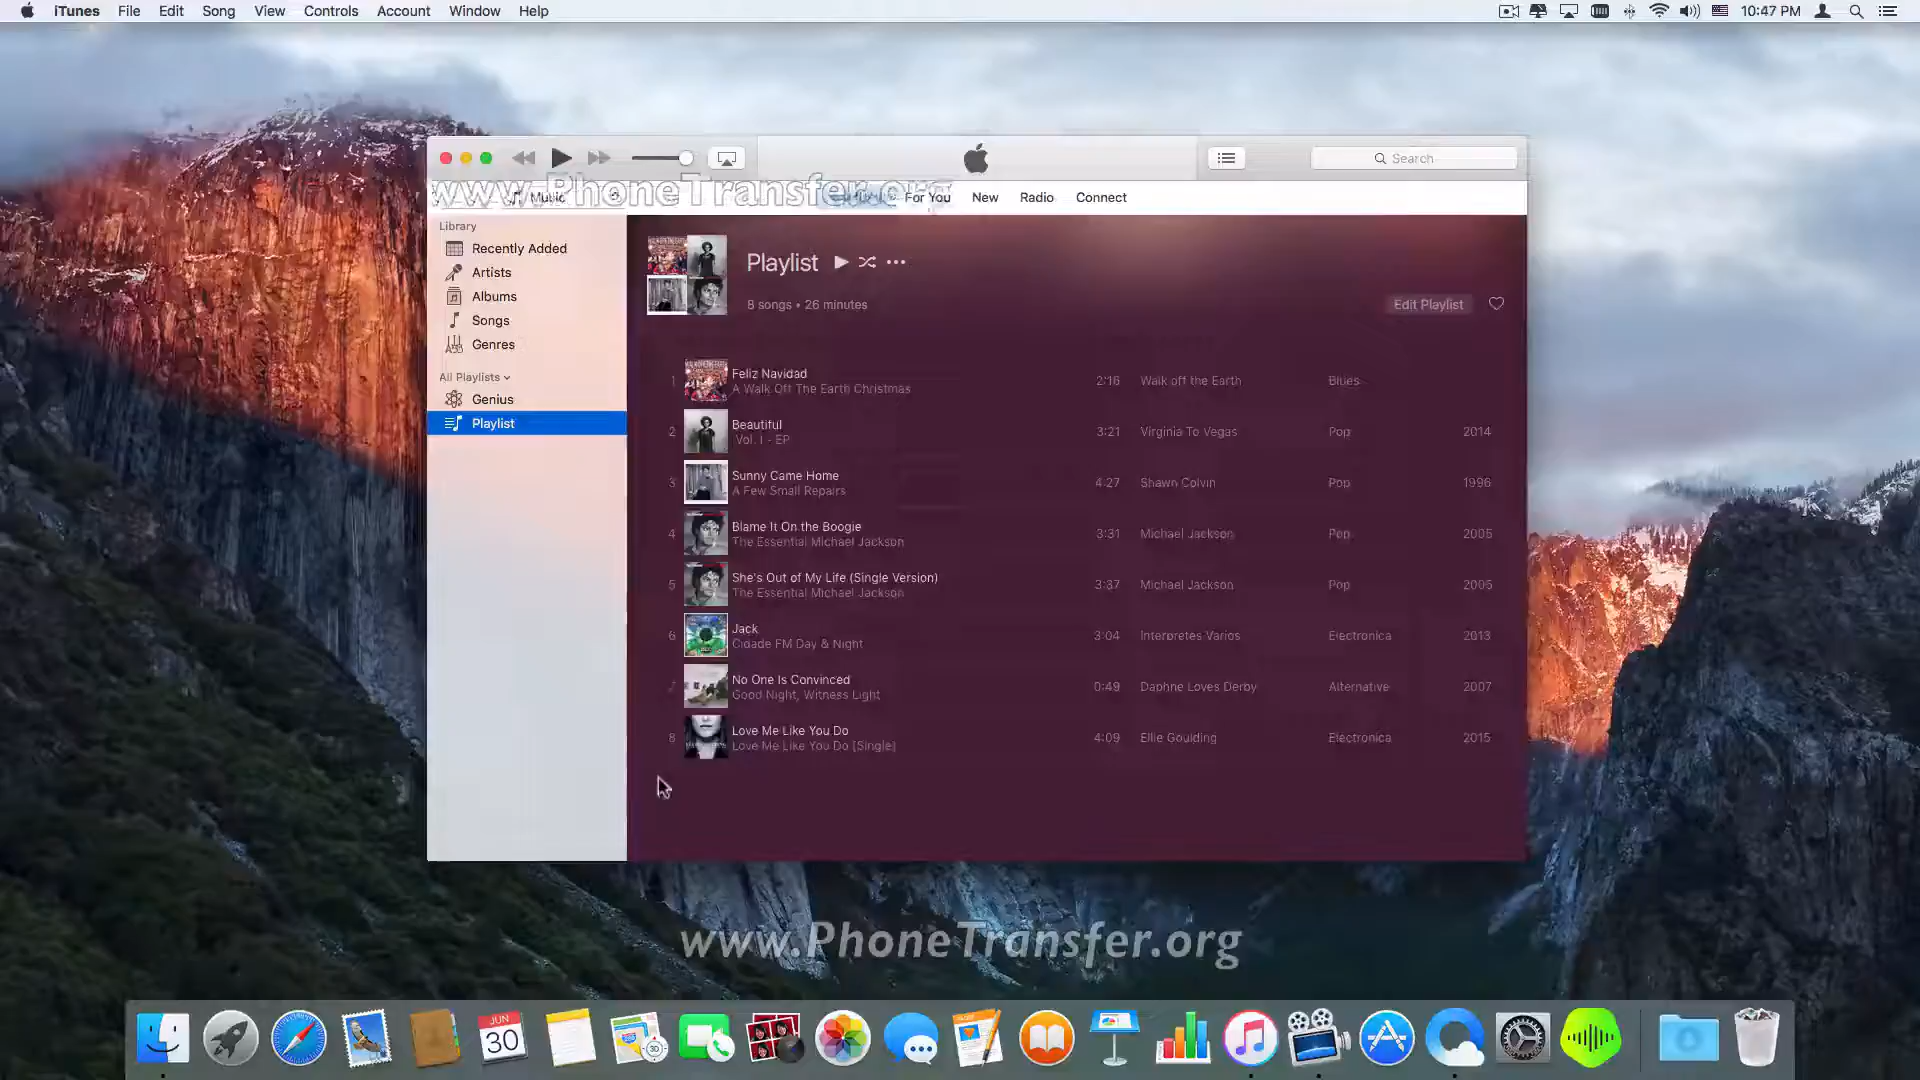 iTunes File Edit Song View Controls Account Window Help 10:47 PM
Search
www.PhoneTransfer.org
Music For You New Radio Connect
Library
Recently Added
Artists
Albums
Songs
Genres
All Playlists
Genius
Playlist
Playlist
8 songs • 26 minutes
Edit Playlist
1 Feliz Navidad 2:16 Walk off the Earth Blues
A Walk Off The Earth Christmas
2 Beautiful 3:21 Virginia To Vegas Pop 2014
Vol. I - EP
3 Sunny Came Home 4:27 Shawn Colvin Pop 1996
A Few Small Repairs
4 Blame It On the Boogie 3:31 Michael Jackson Pop 2005
The Essential Michael Jackson
5 She's Out of My Life (Single Version) 3:37 Michael Jackson Pop 2005
The Essential Michael Jackson
6 Jack 3:04 Interpretes Varios Electronica 2013
Cidade FM Day & Night
No One Is Convinced 0:49 Daphne Loves Derby Alternative 2007
Good Night, Witness Light
8 Love Me Like You Do 4:09 Ellie Goulding Electronica 2015
Love Me Like You Do [Single]
www.PhoneTransfer.org
JUN
30